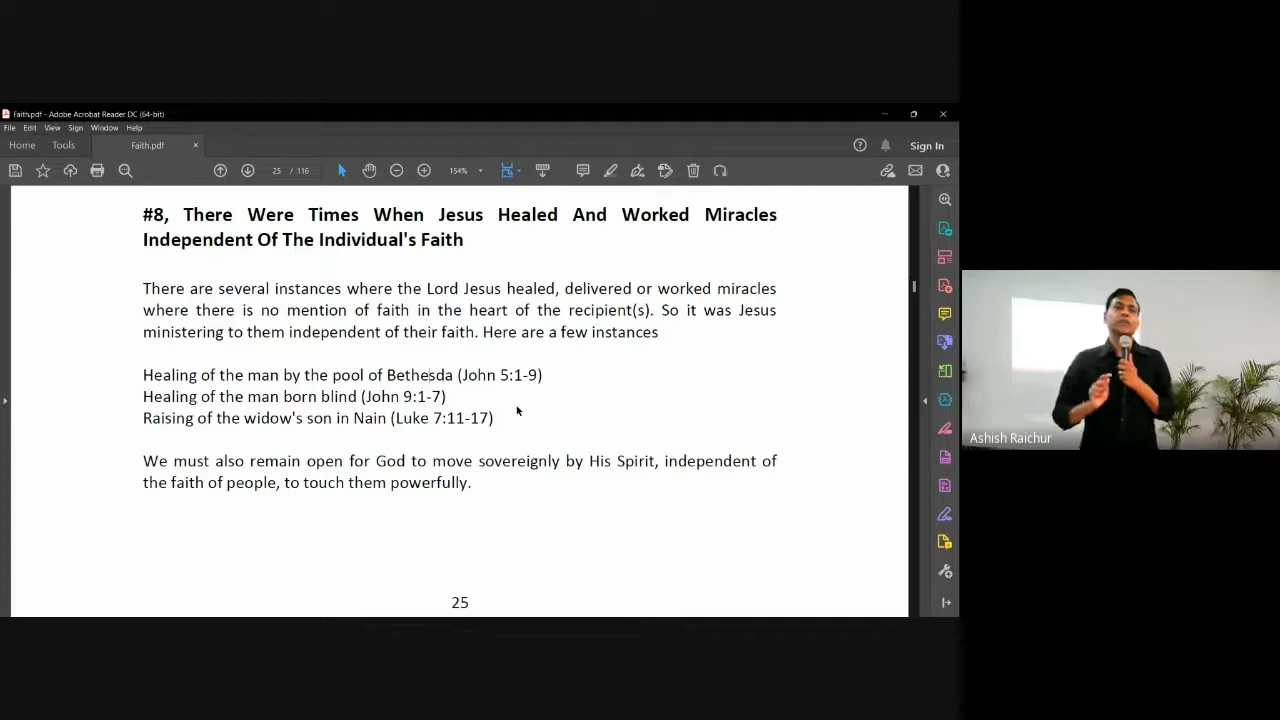 Faith.pdf - Adobe Acrobat Reader DC (64-bit)
File Edit View Window Help
Home Tools Faith.pdf × Sign In
25 / 116 154%
#8, There Were Times When Jesus Healed And Worked Miracles
Independent Of The Individual's Faith
There are several instances where the Lord Jesus healed, delivered or worked miracles
where there is no mention of faith in the heart of the recipient(s). So it was Jesus
ministering to them independent of their faith. Here are a few instances
Healing of the man by the pool of Bethesda (John 5:1-9)
Healing of the man born blind (John 9:1-7)
Raising of the widow's son in Nain (Luke 7:11-17)
We must also remain open for God to move sovereignly by His Spirit, independent of
the faith of people, to touch them powerfully.
25
Ashish Raichur